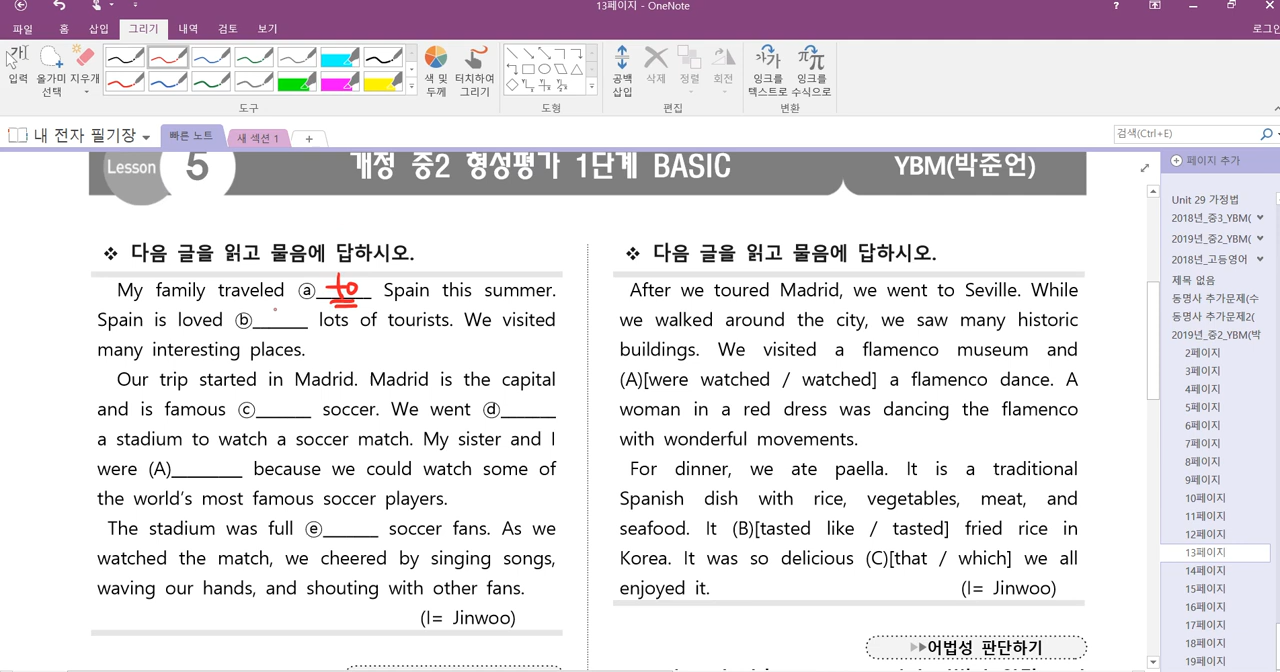 13페이지 - OneNote
?
파일 홈 삽입 그리기 내역 검토 보기
로그인
입력 올가미 선택 지우개
색 및 두께 터치하여 그리기
공백 삽입 삭제 정렬 회전
잉크를 텍스트로 잉크를 수식으로
도구 도형 편집 변환
내 전자 필기장 빠른 노트 새 섹션 1 +
검색(Ctrl+E)
페이지 추가
Lesson 5 개정 중2 형성평가 1단계 BASIC YBM(박준언)
❖ 다음 글을 읽고 물음에 답하시오.
My family traveled ⓐ to Spain this summer.
Spain is loved ⓑ______ lots of tourists. We visited
many interesting places.
Our trip started in Madrid. Madrid is the capital
and is famous ⓒ______ soccer. We went ⓓ______
a stadium to watch a soccer match. My sister and I
were (A)________ because we could watch some of
the world's most famous soccer players.
The stadium was full ⓔ______ soccer fans. As we
watched the match, we cheered by singing songs,
waving our hands, and shouting with other fans.
(I= Jinwoo)
❖ 다음 글을 읽고 물음에 답하시오.
After we toured Madrid, we went to Seville. While
we walked around the city, we saw many historic
buildings. We visited a flamenco museum and
(A)[were watched / watched] a flamenco dance. A
woman in a red dress was dancing the flamenco
with wonderful movements.
For dinner, we ate paella. It is a traditional
Spanish dish with rice, vegetables, meat, and
seafood. It (B)[tasted like / tasted] fried rice in
Korea. It was so delicious (C)[that / which] we all
enjoyed it. (I= Jinwoo)
▶▶어법성 판단하기
Unit 29 가정법
2018년_중3_YBM(
2019년_중2_YBM(
2018년_고등영어
제목 없음
동명사 추가문제(수
동명사 추가문제2(
2019년_중2_YBM(박
2페이지
3페이지
4페이지
5페이지
6페이지
7페이지
8페이지
9페이지
10페이지
11페이지
12페이지
13페이지
14페이지
15페이지
16페이지
17페이지
18페이지
19페이지